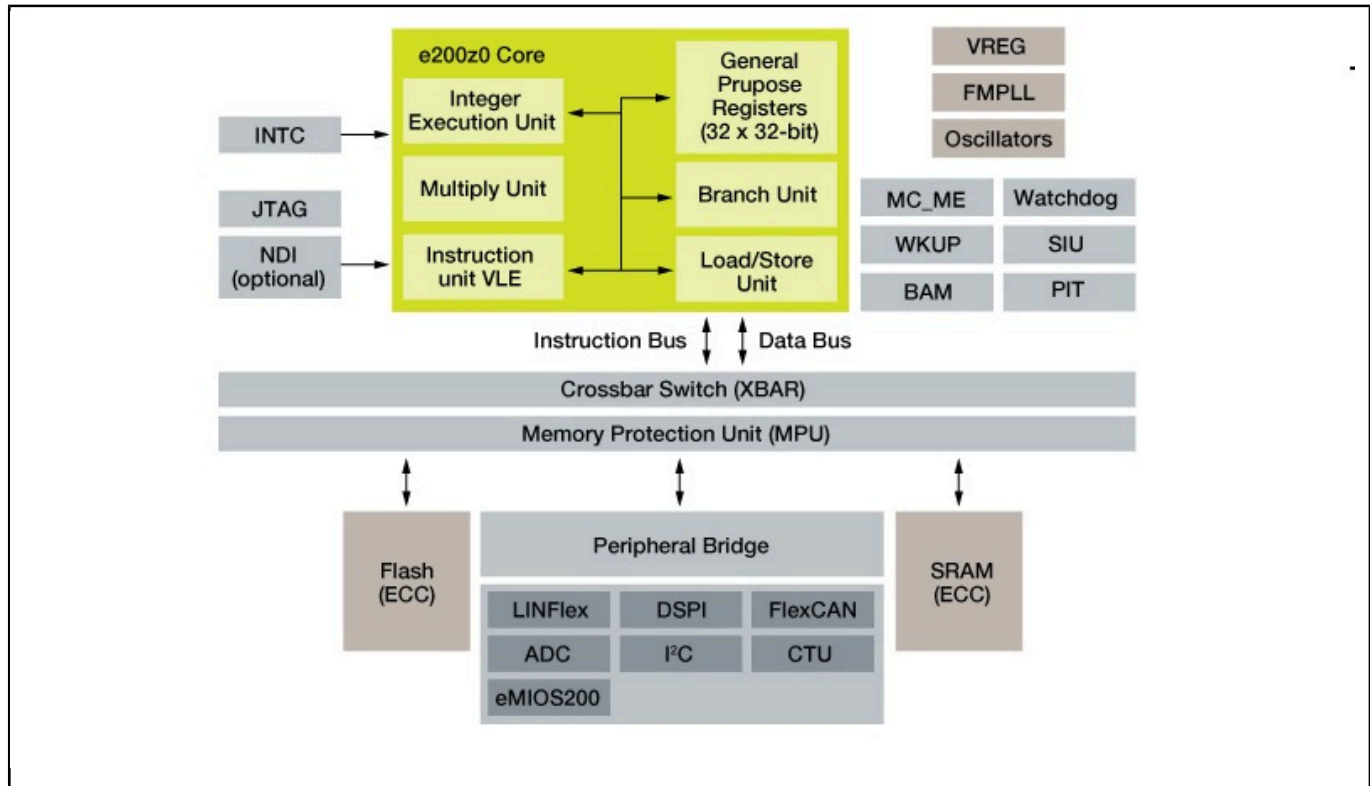 e200z0 Core
Integer
Execution Unit
Multiply Unit
Instruction
unit VLE
General
Prupose
Registers
(32 x 32-bit)
Branch Unit
Load/Store
Unit
INTC
JTAG
NDI
(optional)
VREG
FMPLL
Oscillators
MC_ME
Watchdog
WKUP
SIU
BAM
PIT
Instruction Bus
Data Bus
Crossbar Switch (XBAR)
Memory Protection Unit (MPU)
Flash
(ECC)
Peripheral Bridge
LINFlex
DSPI
FlexCAN
ADC
I²C
CTU
eMIOS200
SRAM
(ECC)